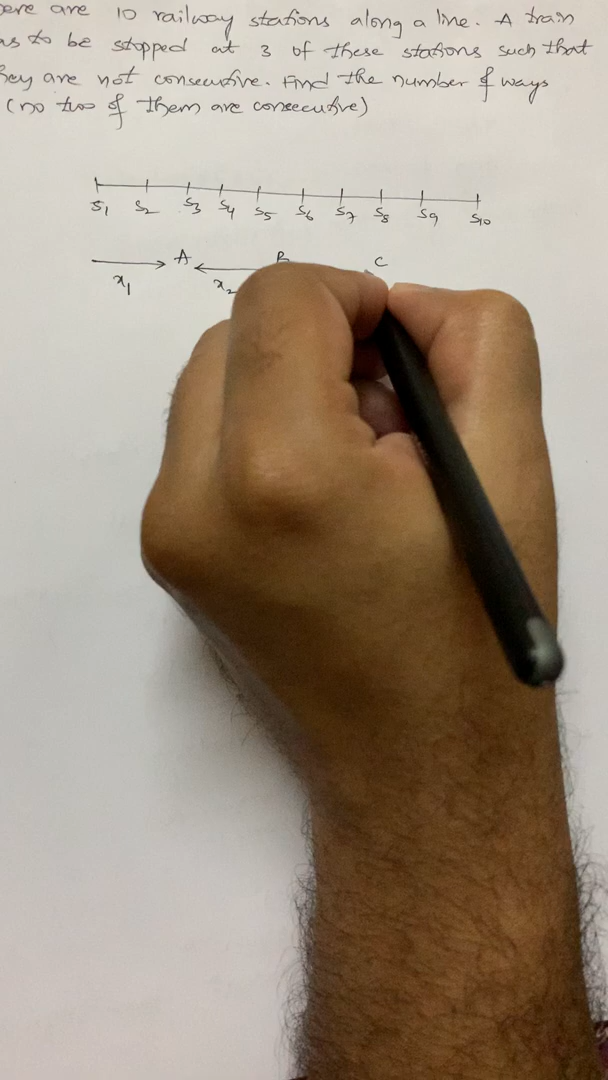 ere are 10 railway stations along a line. A train
as to be stopped at 3 of these stations such that
hey are not consecutive. Find the number of ways
(no two of them are consecutive)
S1 S2 S3 S4 S5 S6 S7 S8 S9 S10
A B C
x1 x2